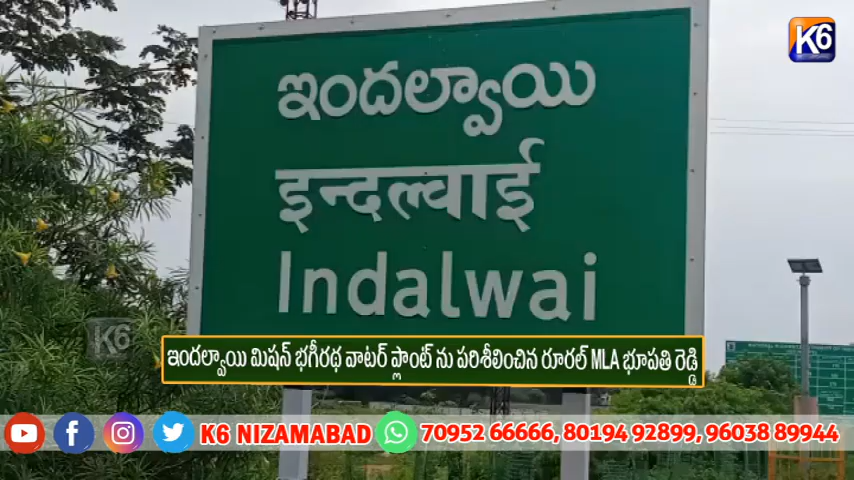 K6
ఇందల్వాయి
इन्दल्वाई
Indalwai
K6
ఇందల్వాయి మిషన్ భగీరథ వాటర్ ప్లాంట్ ను పరిశీలించిన రూరల్ MLA భూపతి రెడ్డి
K6 NIZAMABAD 70952 66666, 80194 92899, 96038 89944